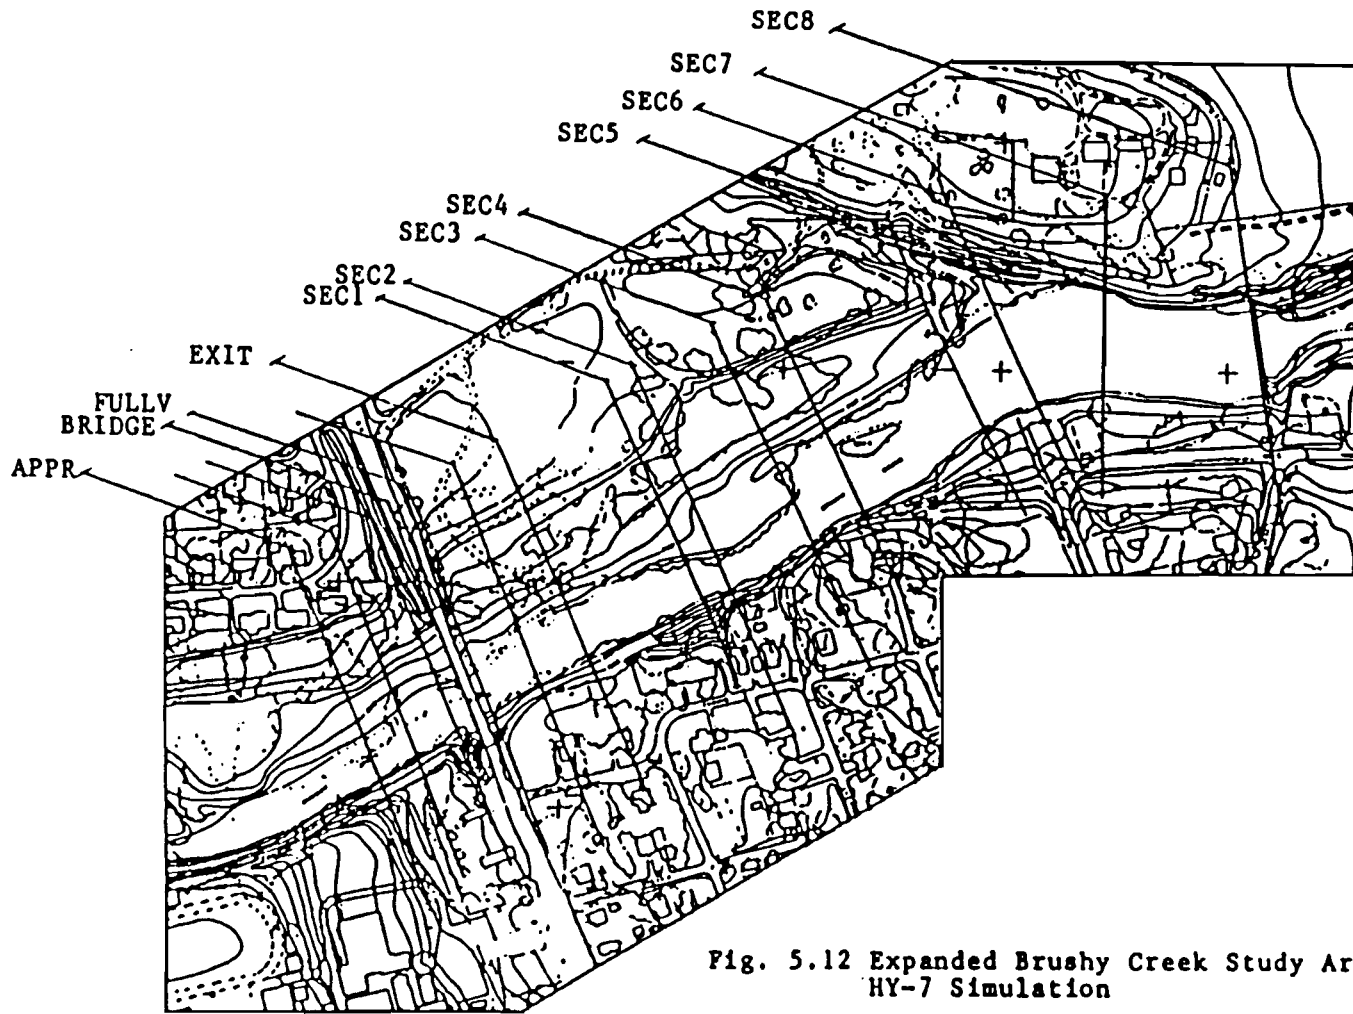 SEC8
SEC7
SEC6
SEC5
SEC4
SEC3
SEC2
SEC1
EXIT
FULLV
BRIDGE
APPR
Fig. 5.12 Expanded Brushy Creek Study Ar
HY-7 Simulation